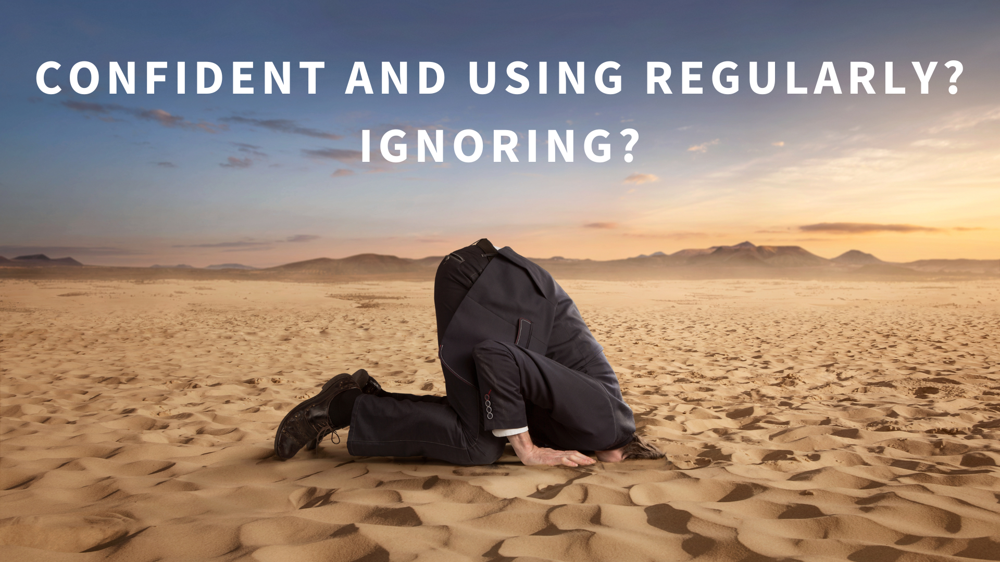 CONFIDENT AND USING REGULARLY?
IGNORING?